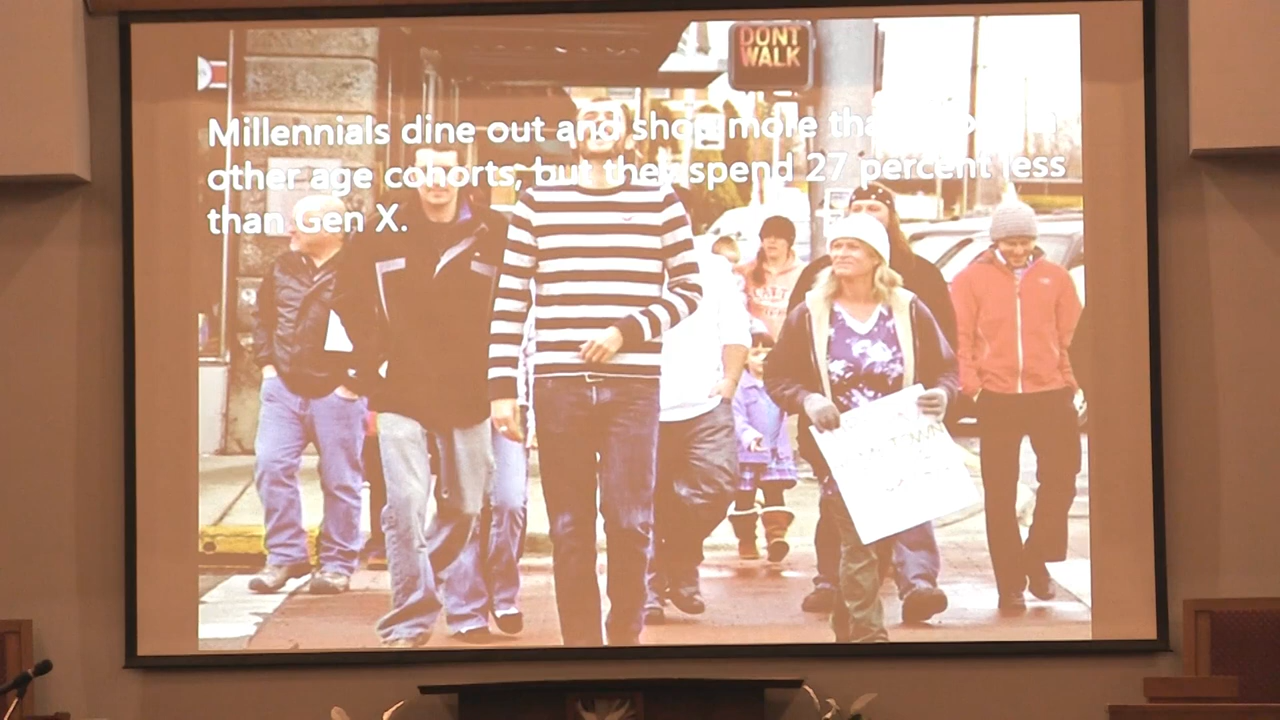 DONT
WALK
Millennials dine out and shop more than
other age cohorts, but they spend 27 percent less
than Gen X.
TOWN